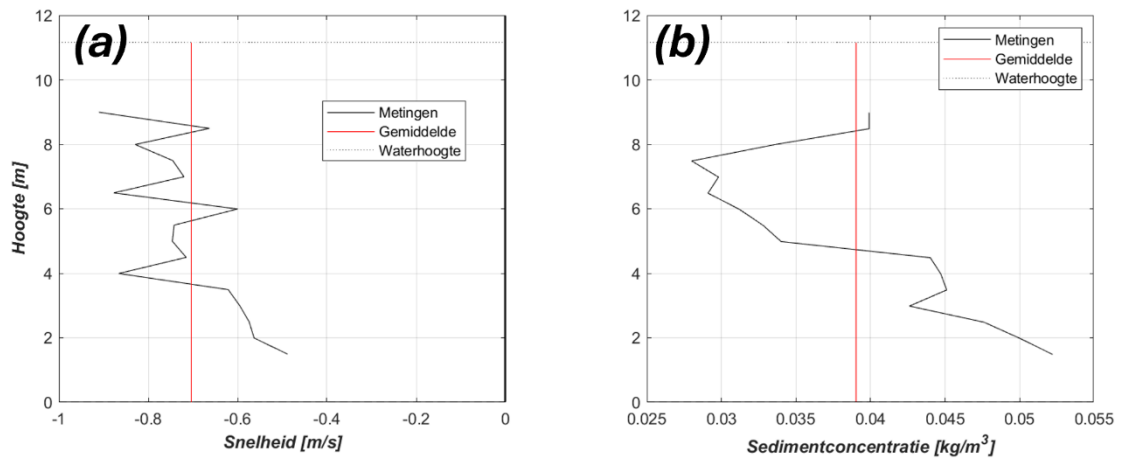 (a)
12
10
8
6
4
2
0
Hoogte [m]
Metingen
Gemiddelde
Waterhoogte
-1
-0.8
-0.6
-0.4
-0.2
0
Snelheid [m/s]
(b)
12
10
8
6
4
2
0
Metingen
Gemiddelde
Waterhoogte
0.025
0.03
0.035
0.04
0.045
0.05
0.055
Sedimentconcentratie [kg/m³]